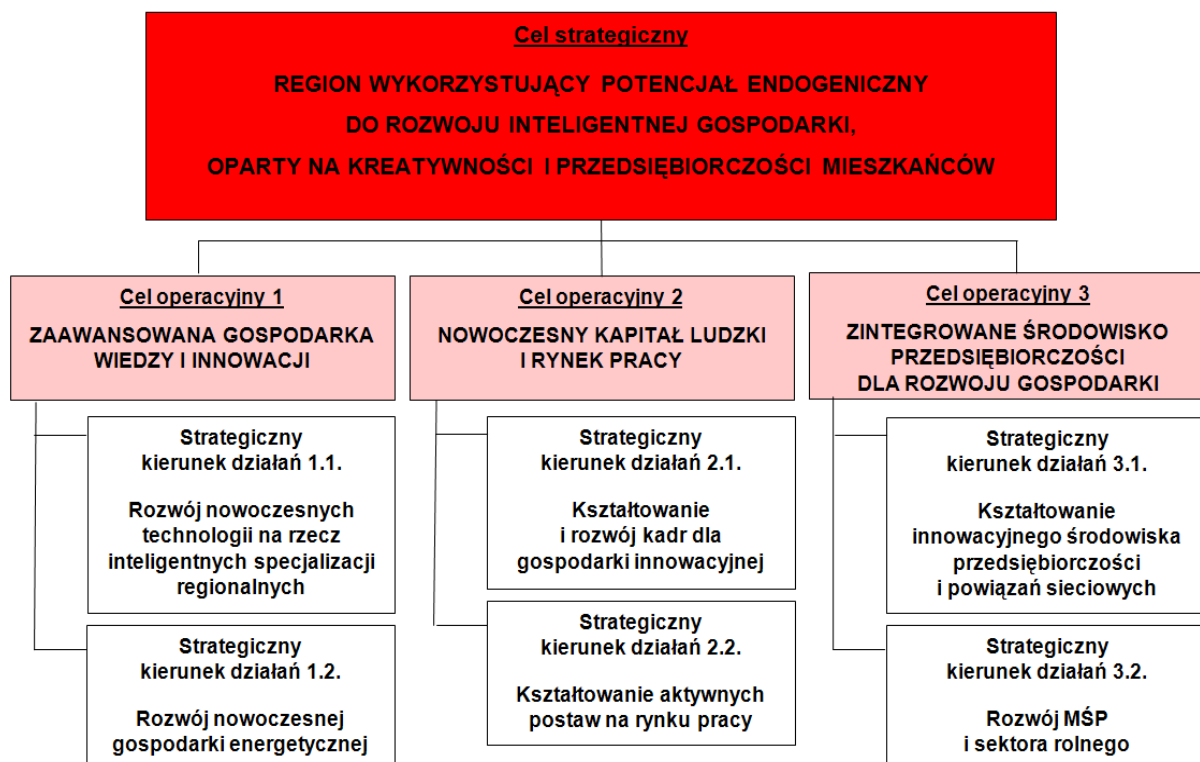 Cel strategiczny
REGION WYKORZYSTUJĄCY POTENCJAŁ ENDOGENICZNY
DO ROZWOJU INTELIGENTNEJ GOSPODARKI,
OPARTY NA KREATYWNOŚCI I PRZEDSIĘBIORCZOŚCI MIESZKAŃCÓW
Cel operacyjny 1
ZAAWANSOWANA GOSPODARKA
WIEDZY I INNOWACJI
Strategiczny
kierunek działań 1.1.
Rozwój nowoczesnych
technologii na rzecz
inteligentnych specjalizacji
regionalnych
Strategiczny
kierunek działań 1.2.
Rozwój nowoczesnej
gospodarki energetycznej
Cel operacyjny 2
NOWOCZESNY KAPITAŁ LUDZKI
I RYNEK PRACY
Strategiczny
kierunek działań 2.1.
Kształtowanie
i rozwój kadr dla
gospodarki innowacyjnej
Strategiczny
kierunek działań 2.2.
Kształtowanie aktywnych
postaw na rynku pracy
Cel operacyjny 3
ZINTEGROWANE ŚRODOWISKO
PRZEDSIĘBIORCZOŚCI
DLA ROZWOJU GOSPODARKI
Strategiczny
kierunek działań 3.1.
Kształtowanie
innowacyjnego środowiska
przedsiębiorczości
i powiązań sieciowych
Strategiczny
kierunek działań 3.2.
Rozwój MŚP
i sektora rolnego